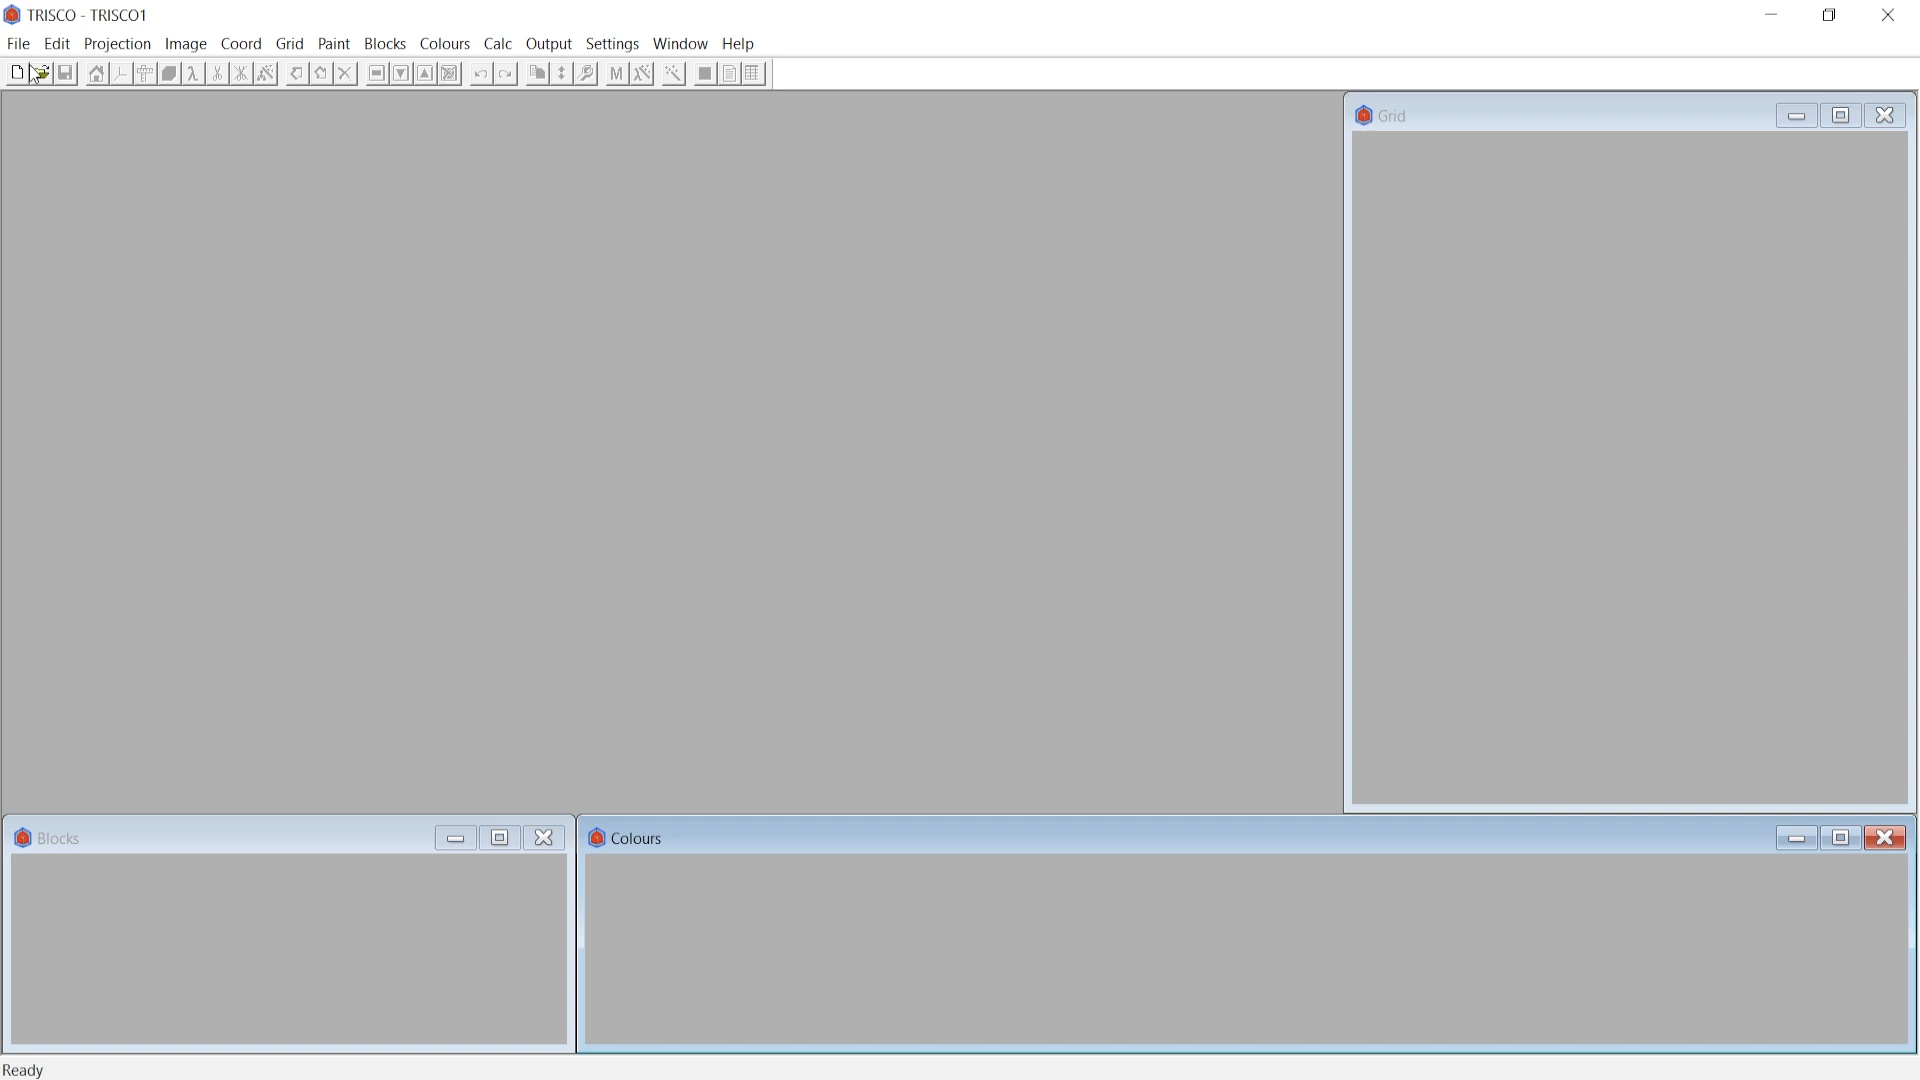 TRISCO - TRISCO1
File Edit Projection Image Coord Grid Paint Blocks Colours Calc Output Settings Window Help
λ M
Grid
Blocks
Colours
Ready